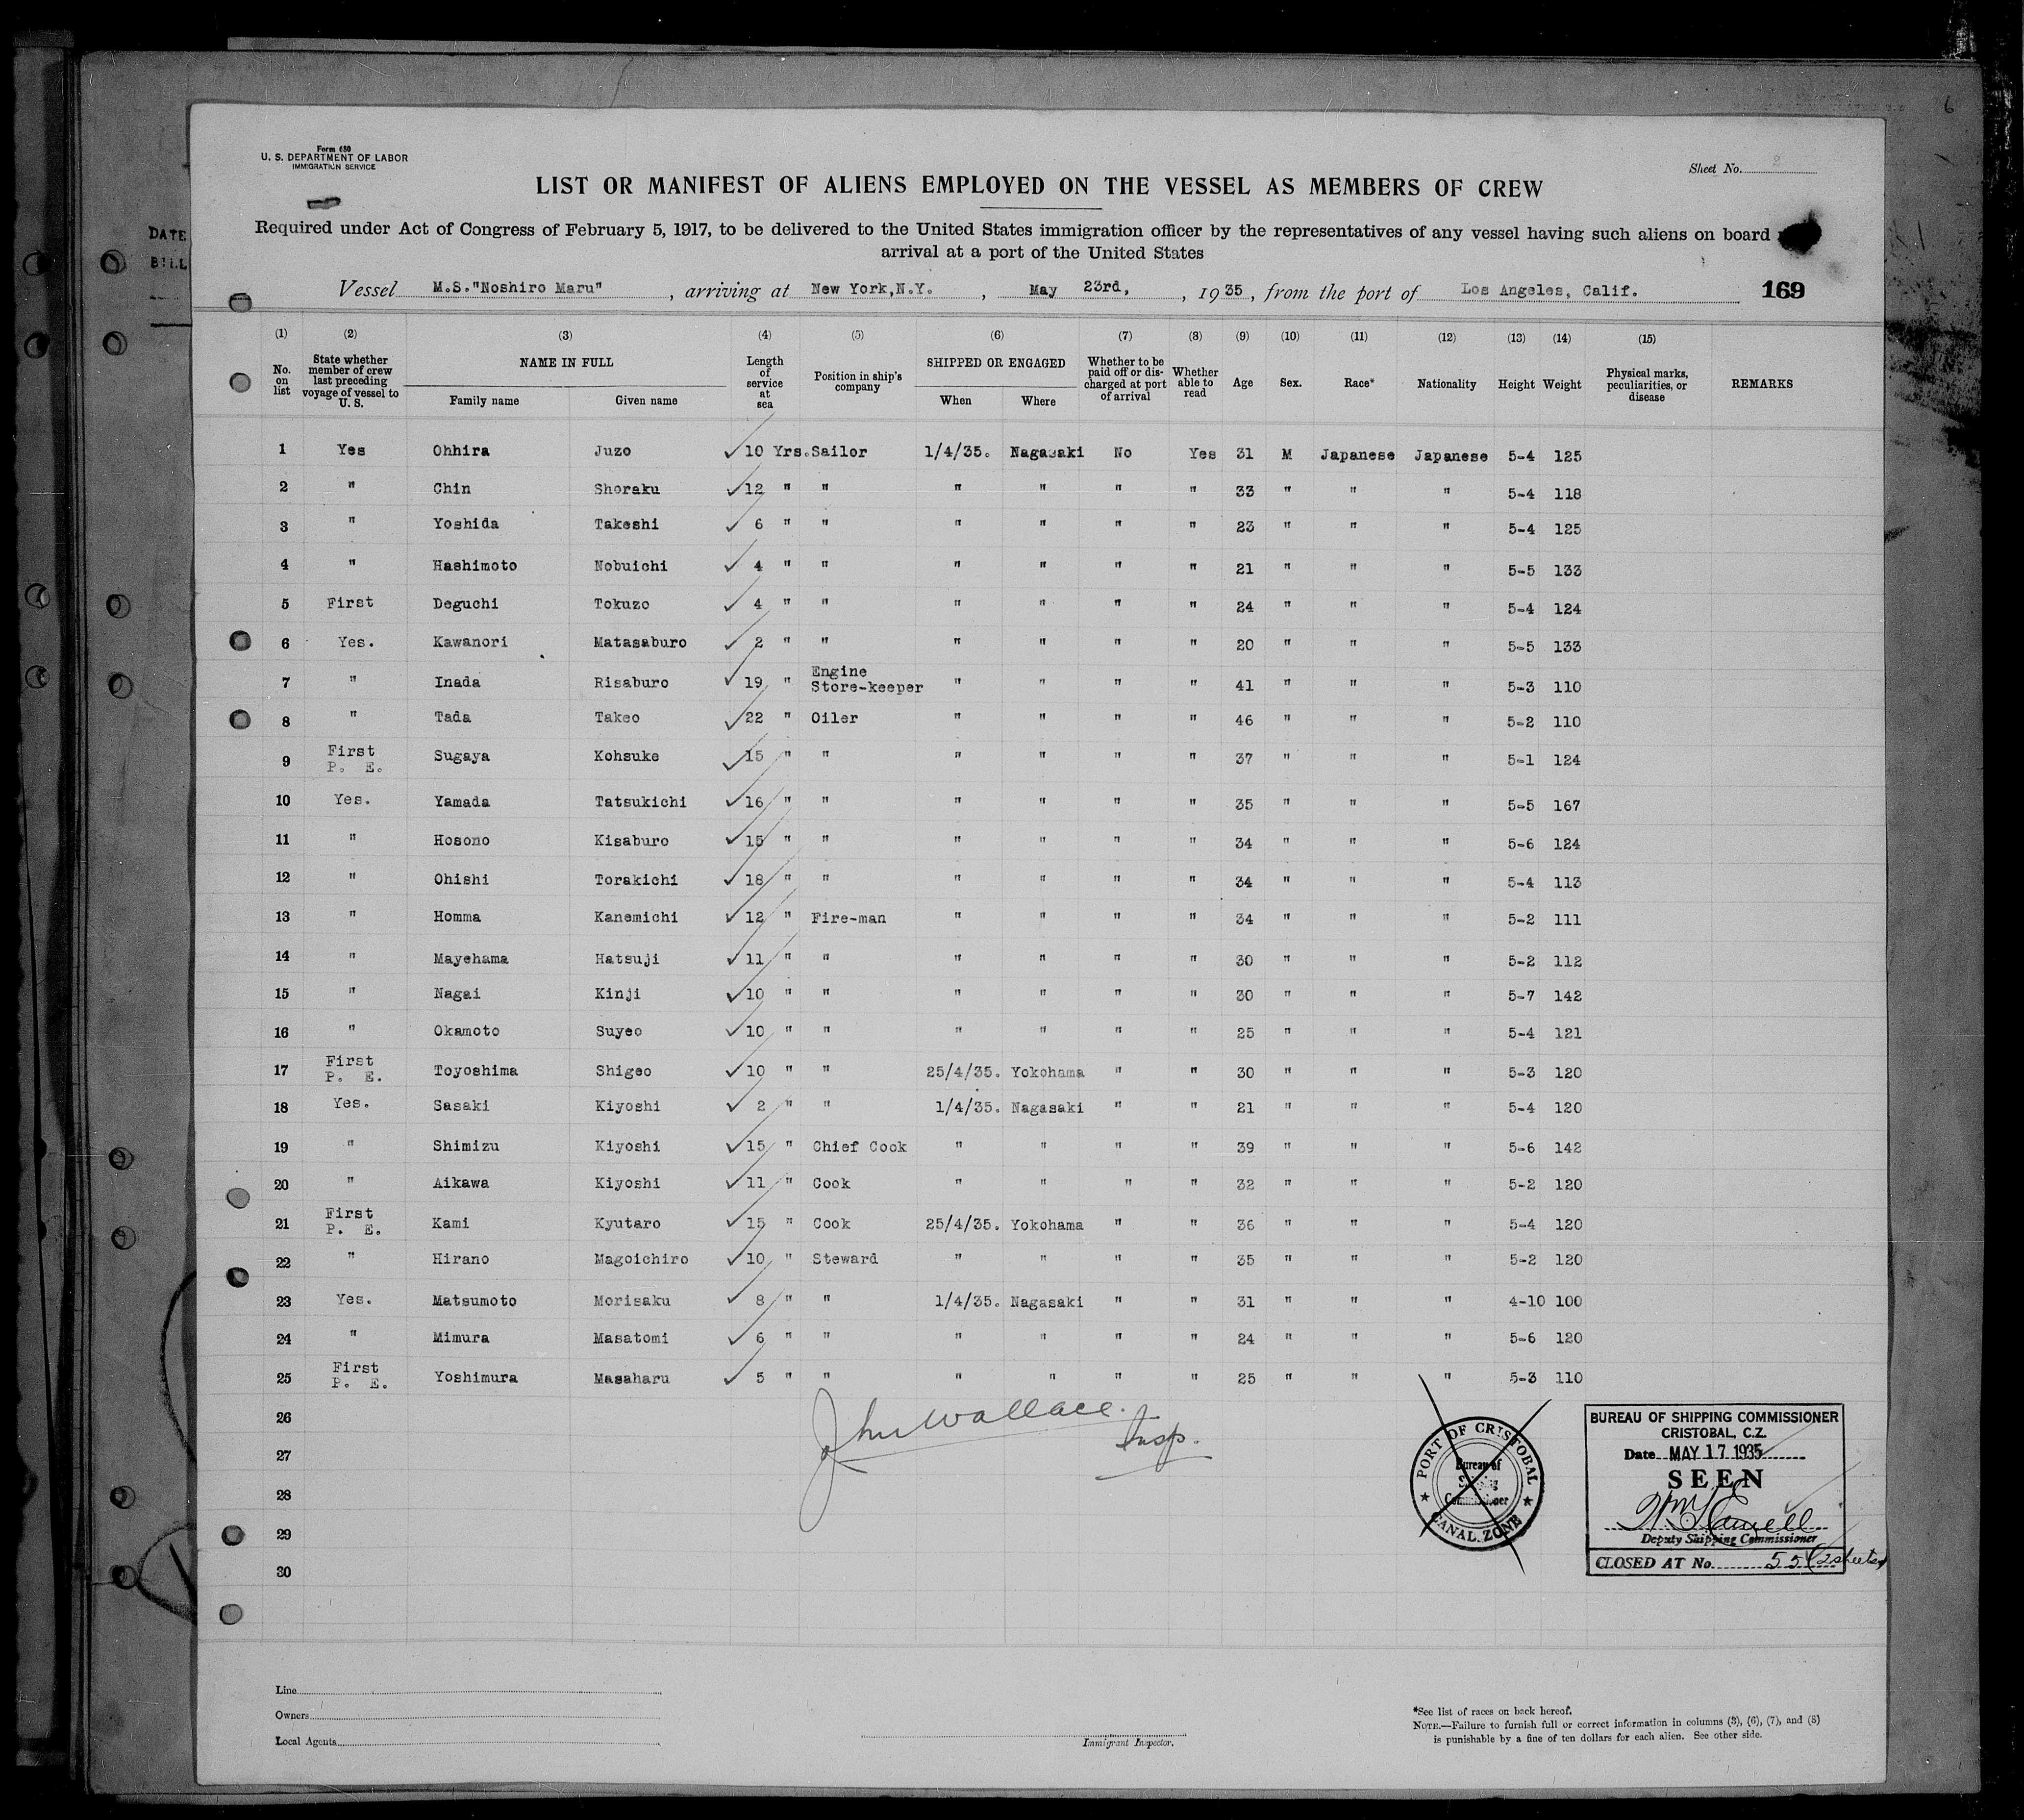 Form 680
U. S. DEPARTMENT OF LABOR
IMMIGRATION SERVICE
Sheet No. 2
LIST OR MANIFEST OF ALIENS EMPLOYED ON THE VESSEL AS MEMBERS OF CREW
Required under Act of Congress of February 5, 1917, to be delivered to the United States immigration officer by the representatives of any vessel having such aliens on board
arrival at a port of the United States
DATE
BILL
Vessel M.S."Noshiro Maru", arriving at New York,N.Y., May 23rd, , 1935, from the port of Los Angeles, Calif. 169
(1) (2) (3) (4) (5) (6) (7) (8) (9) (10) (11) (12) (13) (14) (15)
No. on list State whether member of crew last preceding voyage of vessel to U. S. NAME IN FULL Family name Given name Length of service at sea Position in ship's company SHIPPED OR ENGAGED When Where Whether to be paid off or discharged at port of arrival Whether able to read Age Sex. Race* Nationality Height Weight Physical marks, peculiarities, or disease REMARKS
1 Yes Ohhira Juzo 10 Yrs. Sailor 1/4/35. Nagasaki No Yes 31 M Japanese Japanese 5-4 125
2 " Chin Shoraku 12 " " " " " " 33 " " " 5-4 118
3 " Yoshida Takeshi 6 " " " " " " 23 " " " 5-4 125
4 " Hashimoto Nobuichi 4 " " " " " " 21 " " " 5-5 133
5 First Deguchi Tokuzo 4 " " " " " " 24 " " " 5-4 124
6 Yes. Kawanori Matasaburo 2 " " " " " " 20 " " " 5-5 133
7 " Inada Risaburo 19 " Engine Store-keeper " " " " 41 " " " 5-3 110
8 " Tada Takeo 22 " Oiler " " " " 46 " " " 5-2 110
9 First P. E. Sugaya Kohsuke 15 " " " " " " 37 " " " 5-1 124
10 Yes. Yamada Tatsukichi 16 " " " " " " 35 " " " 5-5 167
11 " Hosono Kisaburo 15 " " " " " " 34 " " " 5-6 124
12 " Ohishi Torakichi 18 " " " " " " 34 " " " 5-4 113
13 " Homma Kanemichi 12 " Fire-man " " " " 34 " " " 5-2 111
14 " Mayehama Hatsuji 11 " " " " " " 30 " " " 5-2 112
15 " Nagai Kinji 10 " " " " " " 30 " " " 5-7 142
16 " Okamoto Suyeo 10 " " " " " " 25 " " " 5-4 121
17 First P. E. Toyoshima Shigeo 10 " " 25/4/35. Yokohama " " 30 " " " 5-3 120
18 Yes. Sasaki Kiyoshi 2 " " 1/4/35. Nagasaki " " 21 " " " 5-4 120
19 " Shimizu Kiyoshi 15 " Chief Cook " " " " 39 " " " 5-6 142
20 " Aikawa Kiyoshi 11 " Cook " " " " 32 " " " 5-2 120
21 First P. E. Kami Kyutaro 15 " Cook 25/4/35. Yokohama " " 36 " " " 5-4 120
22 " Hirano Magoichiro 10 " Steward " " " " 35 " " " 5-2 120
23 Yes. Matsumoto Morisaku 8 " " 1/4/35. Nagasaki " " 31 " " " 4-10 100
24 " Mimura Masatomi 6 " " " " " " 24 " " " 5-6 120
25 First P. E. Yoshimura Masaharu 5 " " " " " " 25 " " " 5-3 110
26
27
28
29
30
John Wallace.
Insp.
PORT OF CRISTOBAL
Bureau of
Commissioner
CANAL ZONE
BUREAU OF SHIPPING COMMISSIONER
CRISTOBAL, C.Z.
Date MAY 17 1935
SEEN
Deputy Shipping Commissioner
CLOSED AT No. 55 (2 sheets)
Line
Owners
Local Agents
Immigrant Inspector.
*See list of races on back hereof.
NOTE.—Failure to furnish full or correct information in columns (3), (6), (7), and (8)
is punishable by a fine of ten dollars for each alien. See other side.